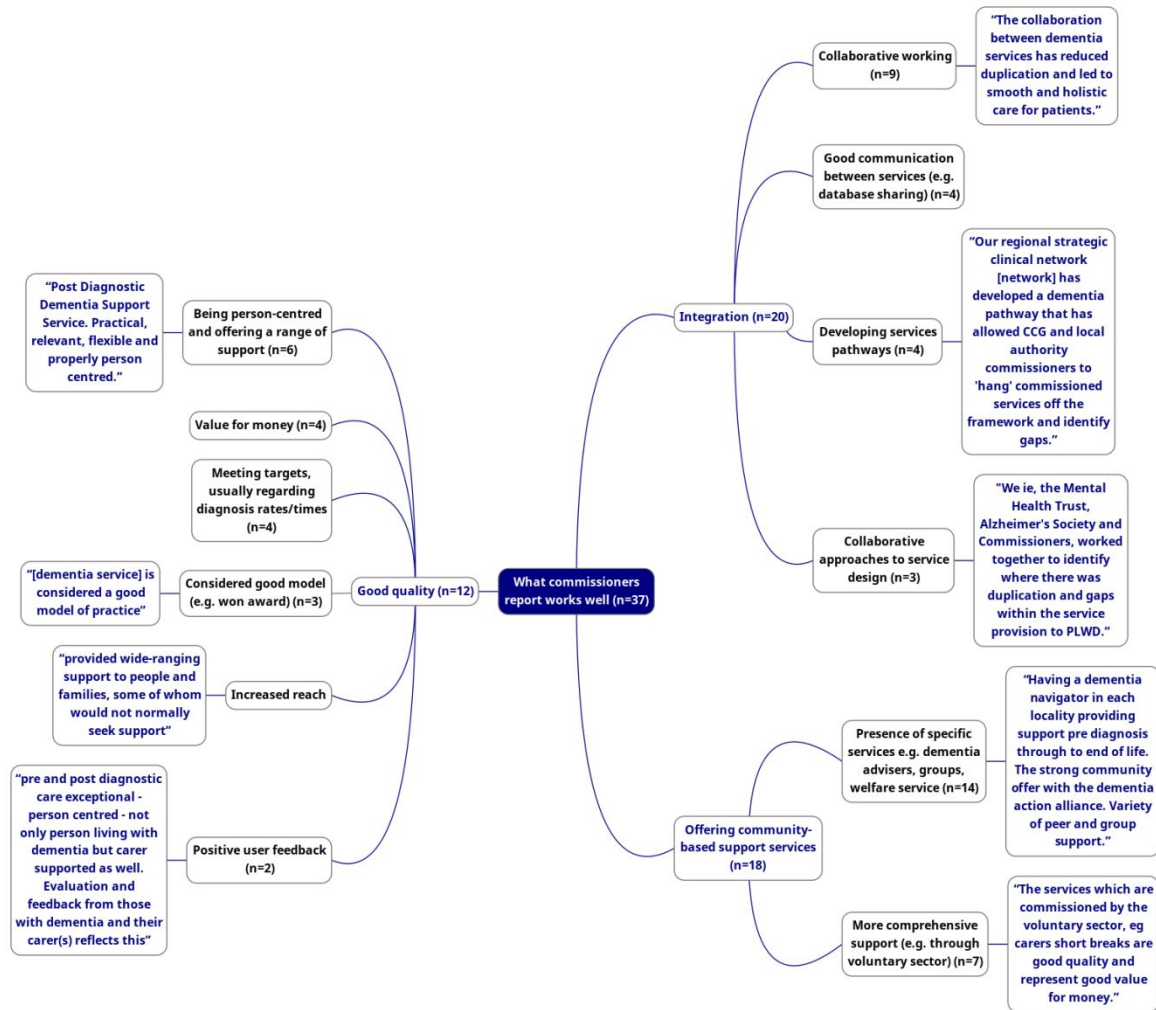 What commissioners
report works well (n=37)
Integration (n=20)
Collaborative working
(n=9)
“The collaboration
between dementia
services has reduced
duplication and led to
smooth and holistic
care for patients.”
Good communication
between services (e.g.
database sharing) (n=4)
Developing services
pathways (n=4)
“Our regional strategic
clinical network
[network] has
developed a dementia
pathway that has
allowed CCG and local
authority
commissioners to
'hang' commissioned
services off the
framework and identify
gaps.”
Collaborative
approaches to service
design (n=3)
"We ie, the Mental
Health Trust,
Alzheimer's Society and
Commissioners, worked
together to identify
where there was
duplication and gaps
within the service
provision to PLWD.”
Offering community-
based support services
(n=18)
Presence of specific
services e.g. dementia
advisers, groups,
welfare service (n=14)
“Having a dementia
navigator in each
locality providing
support pre diagnosis
through to end of life.
The strong community
offer with the dementia
action alliance. Variety
of peer and group
support.”
More comprehensive
support (e.g. through
voluntary sector) (n=7)
“The services which are
commissioned by the
voluntary sector, eg
carers short breaks are
good quality and
represent good value
for money.”
Good quality (n=12)
Being person-centred
and offering a range of
support (n=6)
“Post Diagnostic
Dementia Support
Service. Practical,
relevant, flexible and
properly person
centred.”
Value for money (n=4)
Meeting targets,
usually regarding
diagnosis rates/times
(n=4)
Considered good model
(e.g. won award) (n=3)
“[dementia service] is
considered a good
model of practice”
Increased reach
“provided wide-ranging
support to people and
families, some of whom
would not normally
seek support”
Positive user feedback
(n=2)
“pre and post diagnostic
care exceptional -
person centred - not
only person living with
dementia but carer
supported as well.
Evaluation and
feedback from those
with dementia and their
carer(s) reflects this”